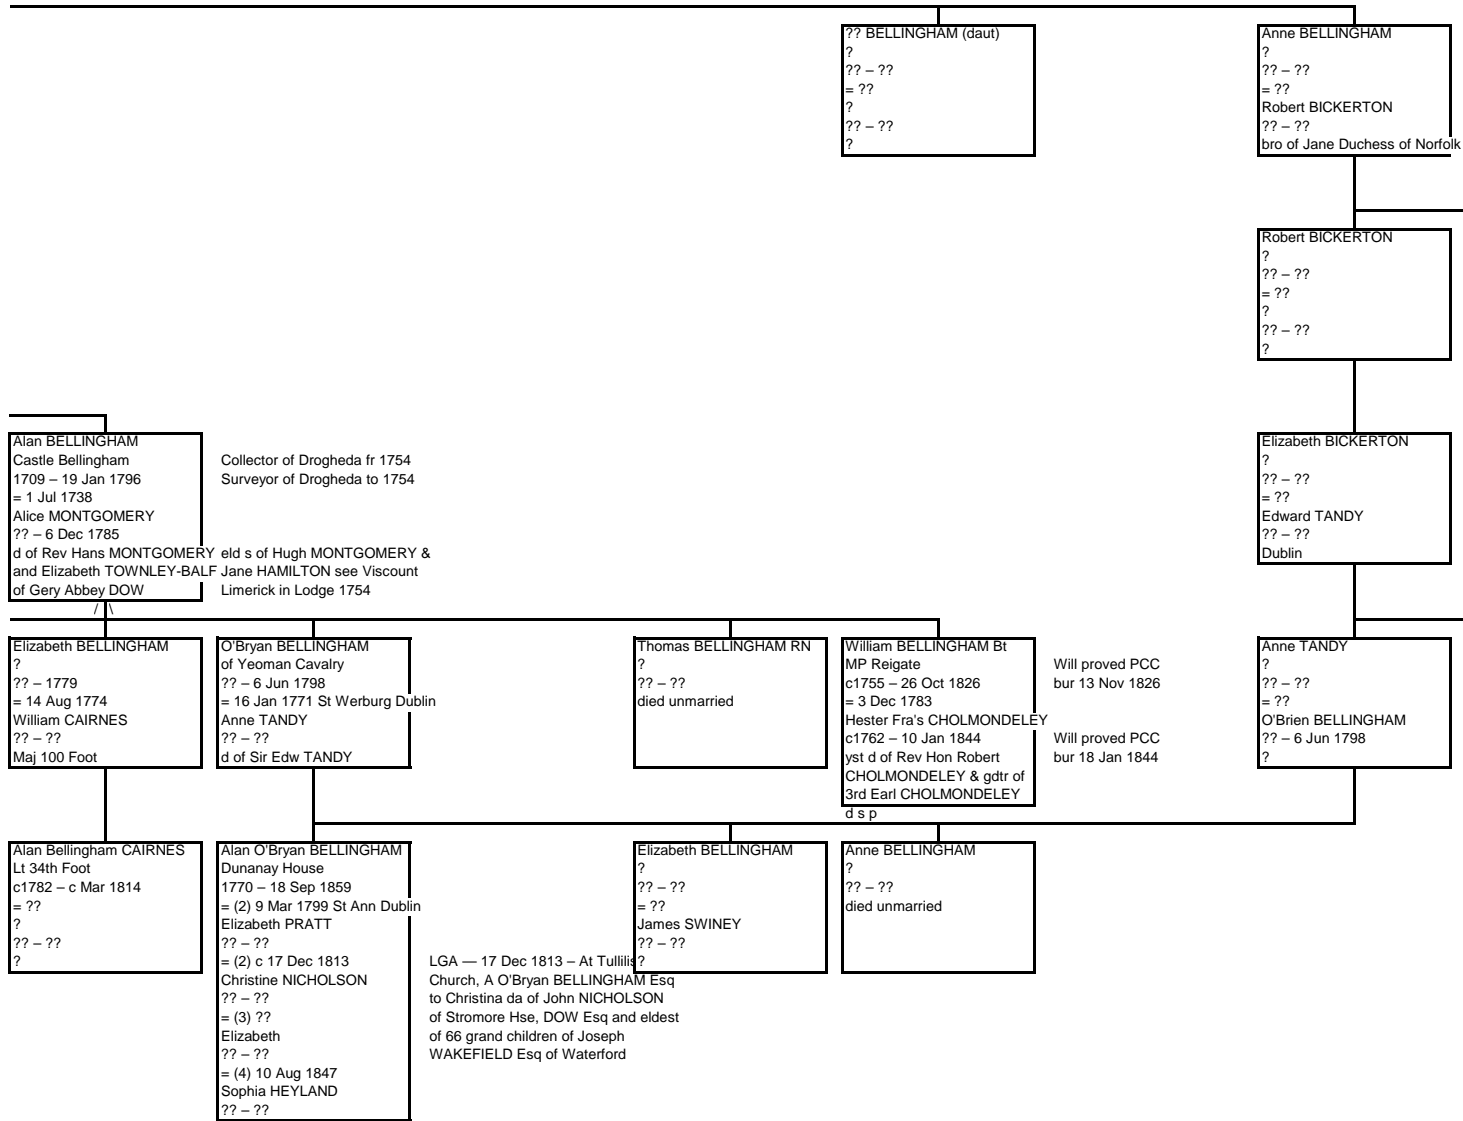 ?? BELLINGHAM (daut)
?
?? – ??
= ??
?
?? – ??
?
Anne BELLINGHAM
?
?? – ??
= ??
Robert BICKERTON
?? – ??
bro of Jane Duchess of Norfolk
Robert BICKERTON
?
?? – ??
= ??
?
?? – ??
?
Alan BELLINGHAM
Castle Bellingham
1709 – 19 Jan 1796
= 1 Jul 1738
Alice MONTGOMERY
?? – 6 Dec 1785
d of Rev Hans MONTGOMERY
and Elizabeth TOWNLEY-BALF
of Gery Abbey DOW
/ \
Collector of Drogheda fr 1754
Surveyor of Drogheda to 1754
eld s of Hugh MONTGOMERY &
Jane HAMILTON see Viscount
Limerick in Lodge 1754
Elizabeth BICKERTON
?
?? – ??
= ??
Edward TANDY
?? – ??
Dublin
Elizabeth BELLINGHAM
?
?? – 1779
= 14 Aug 1774
William CAIRNES
?? – ??
Maj 100 Foot
O'Bryan BELLINGHAM
of Yeoman Cavalry
?? – 6 Jun 1798
= 16 Jan 1771 St Werburg Dublin
Anne TANDY
?? – ??
d of Sir Edw TANDY
Thomas BELLINGHAM RN
?
?? – ??
died unmarried
William BELLINGHAM Bt
MP Reigate
c1755 – 26 Oct 1826
= 3 Dec 1783
Hester Fra's CHOLMONDELEY
c1762 – 10 Jan 1844
yst d of Rev Hon Robert
CHOLMONDELEY & gdtr of
3rd Earl CHOLMONDELEY
d s p
Will proved PCC
bur 13 Nov 1826
Will proved PCC
bur 18 Jan 1844
Anne TANDY
?
?? – ??
= ??
O'Brien BELLINGHAM
?? – 6 Jun 1798
?
Alan Bellingham CAIRNES
Lt 34th Foot
c1782 – c Mar 1814
= ??
?
?? – ??
?
Alan O'Bryan BELLINGHAM
Dunanay House
1770 – 18 Sep 1859
= (2) 9 Mar 1799 St Ann Dublin
Elizabeth PRATT
?? – ??
= (2) c 17 Dec 1813
Christine NICHOLSON
?? – ??
= (3) ??
Elizabeth
?? – ??
= (4) 10 Aug 1847
Sophia HEYLAND
?? – ??
LGA — 17 Dec 1813 – At Tullilis
Church, A O'Bryan BELLINGHAM Esq
to Christina da of John NICHOLSON
of Stromore Hse, DOW Esq and eldest
of 66 grand children of Joseph
WAKEFIELD Esq of Waterford
Elizabeth BELLINGHAM
?
?? – ??
= ??
James SWINEY
?? – ??
?
Anne BELLINGHAM
?
?? – ??
died unmarried